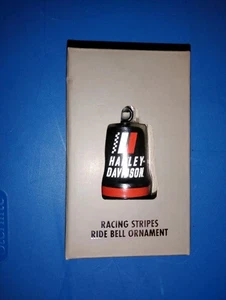 HARLEY-
DAVIDSON
RACING STRIPES
RIDE BELL ORNAMENT